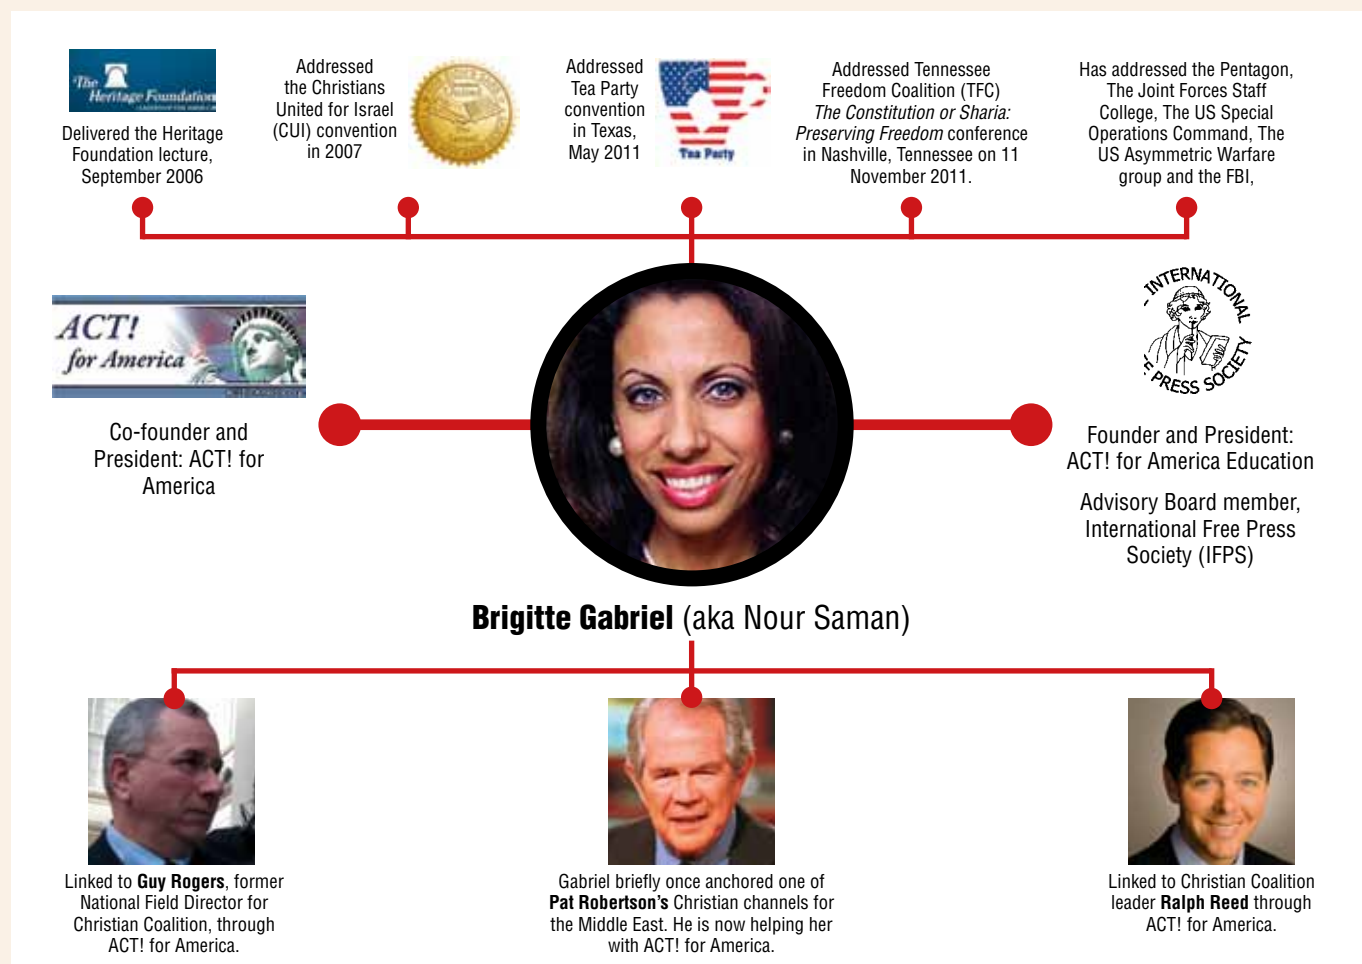 The
Heritage Foundation
Delivered the Heritage
Foundation lecture,
September 2006
Addressed
the Christians
United for Israel
(CUI) convention
in 2007
Addressed
Tea Party
convention
in Texas,
May 2011
Tea Party
Addressed Tennessee
Freedom Coalition (TFC)
The Constitution or Sharia:
Preserving Freedom conference
in Nashville, Tennessee on 11
November 2011.
Has addressed the Pentagon,
The Joint Forces Staff
College, The US Special
Operations Command, The
US Asymmetric Warfare
group and the FBI,
ACT!
for America
Co-founder and
President: ACT! for
America
INTERNATIONAL
E PRESS SOCIETY
Founder and President:
ACT! for America Education
Advisory Board member,
International Free Press
Society (IFPS)
Brigitte Gabriel (aka Nour Saman)
Linked to Guy Rogers, former
National Field Director for
Christian Coalition, through
ACT! for America.
Gabriel briefly once anchored one of
Pat Robertson's Christian channels for
the Middle East. He is now helping her
with ACT! for America.
Linked to Christian Coalition
leader Ralph Reed through
ACT! for America.